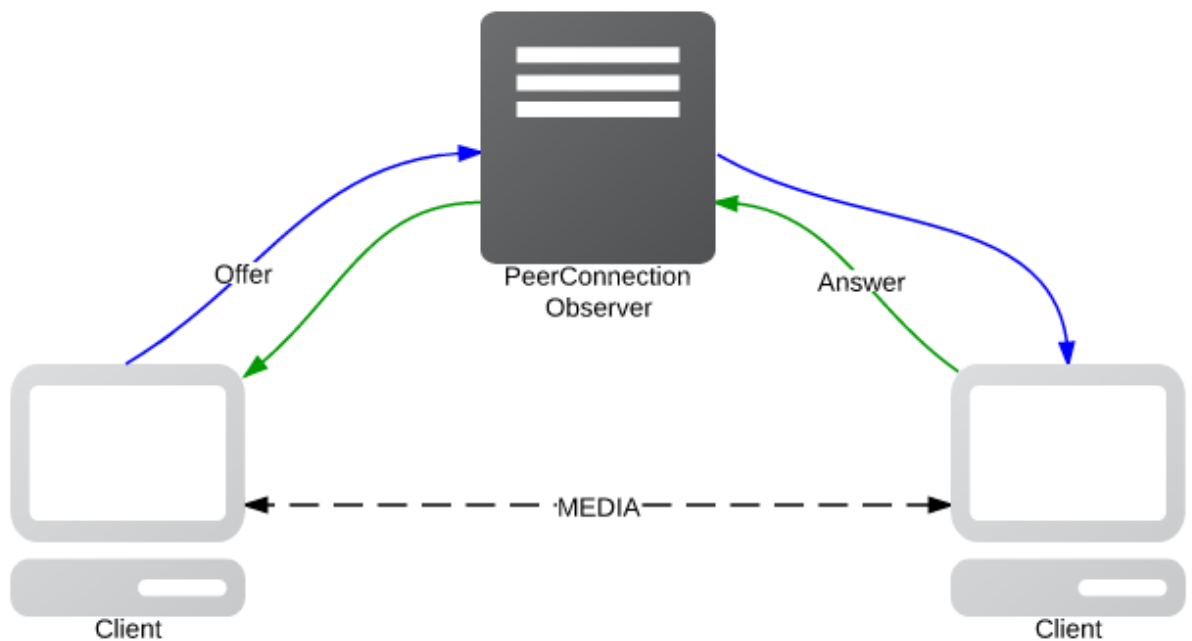 Offer
PeerConnection
Observer
Answer
MEDIA
Client
Client